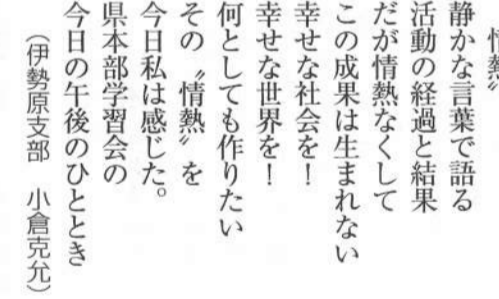 情熱〟
静かな言葉で語る
活動の経過と結果
だが情熱なくして
この成果は生まれない
幸せな社会を！
幸せな世界を！
何としても作りたい
その〝情熱〟を
今日私は感じた。
県本部学習会の
今日の午後のひととき
（伊勢原支部　小倉克允）